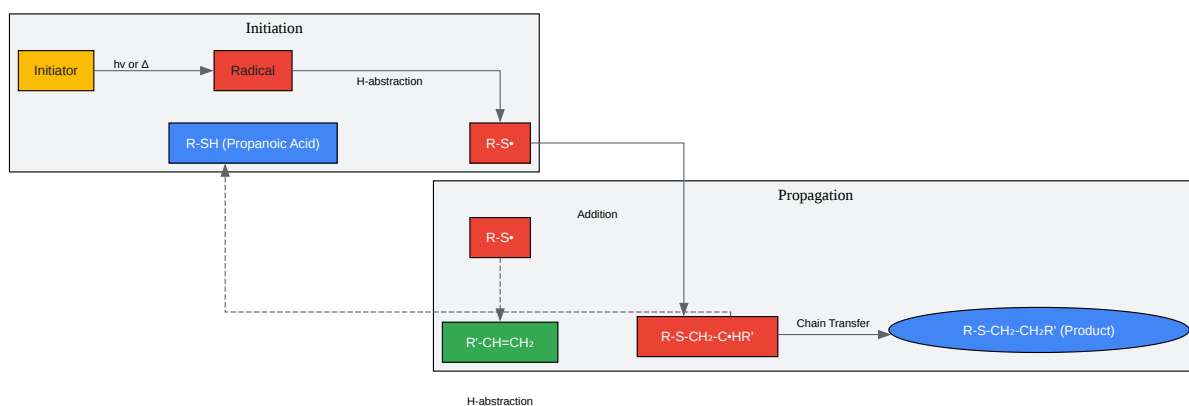 Initiation
Initiator
hv or Δ
Radical
H-abstraction
R-SH (Propanoic Acid)
R-S•
Propagation
Addition
R-S•
R'-CH=CH₂
R-S-CH₂-C•HR'
Chain Transfer
R-S-CH₂-CH₂R' (Product)
H-abstraction